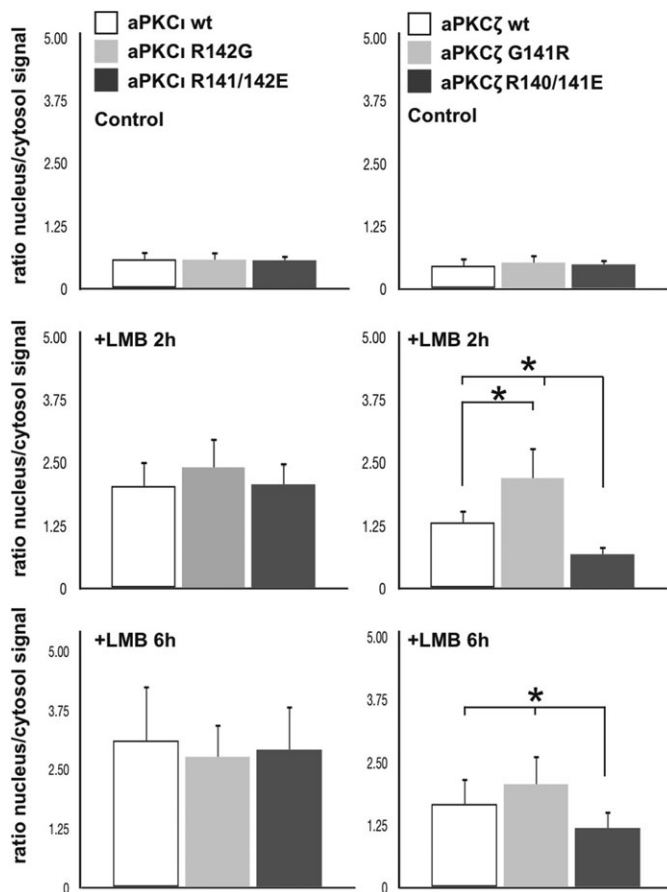 aPKCι wt
aPKCι R142G
aPKCι R141/142E
Control
ratio nucleus/cytosol signal
5.00
3.75
2.50
1.25
0
aPKCζ wt
aPKCζ G141R
aPKCζ R140/141E
Control
5.00
3.75
2.50
1.25
0
+LMB 2h
ratio nucleus/cytosol signal
5.00
3.75
2.50
1.25
0
+LMB 2h
*
*
5.00
3.75
2.50
1.25
0
+LMB 6h
ratio nucleus/cytosol signal
5.00
3.75
2.50
1.25
0
+LMB 6h
*
5.00
3.75
2.50
1.25
0